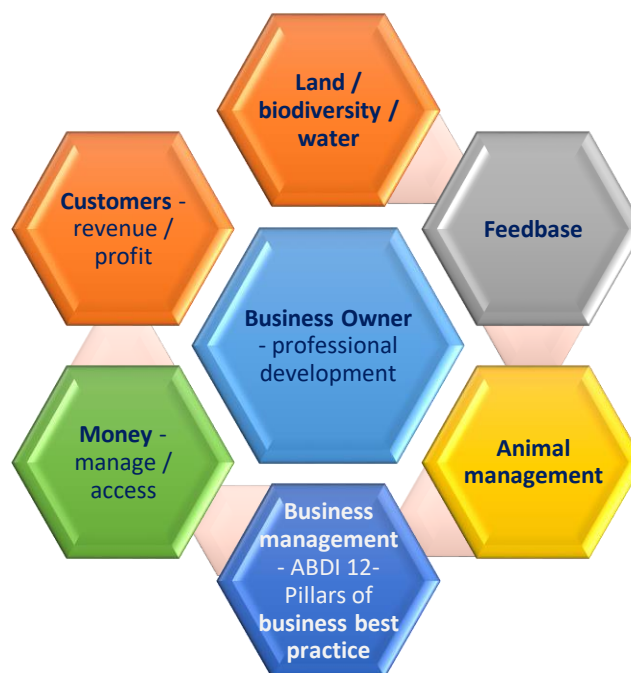 Land /
biodiversity /
water
Feedbase
Animal
management
Business
management
- ABDI 12-
Pillars of
business best
practice
Money -
manage /
access
Customers -
revenue /
profit
Business Owner
- professional
development